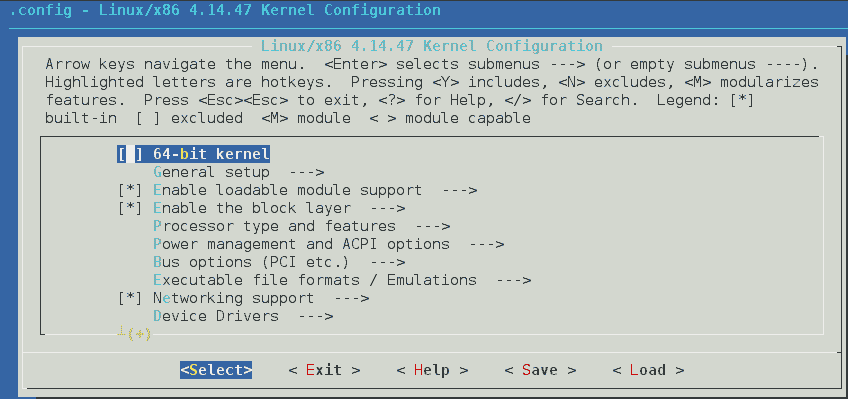 .config - Linux/x86 4.14.47 Kernel Configuration
Linux/x86 4.14.47 Kernel Configuration
Arrow keys navigate the menu.  <Enter> selects submenus ---> (or empty submenus ----).
Highlighted letters are hotkeys.  Pressing <Y> includes, <N> excludes, <M> modularizes
features.  Press <Esc><Esc> to exit, <?> for Help, </> for Search.  Legend: [*]
built-in  [ ] excluded  <M> module  < > module capable
[ ] 64-bit kernel
General setup  --->
[*] Enable loadable module support  --->
[*] Enable the block layer  --->
Processor type and features  --->
Power management and ACPI options  --->
Bus options (PCI etc.)  --->
Executable file formats / Emulations  --->
[*] Networking support  --->
Device Drivers  --->
┴(+)
<Select>    < Exit >    < Help >    < Save >    < Load >